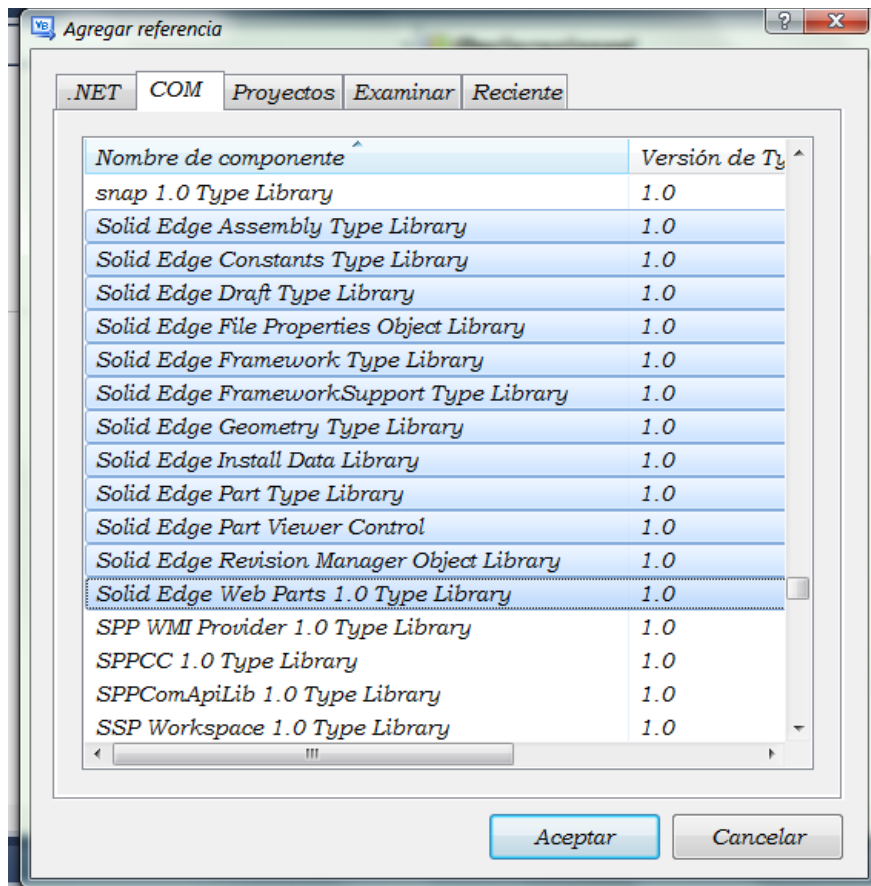 Agregar referencia
.NET COM Proyectos Examinar Reciente
Nombre de componente Versión de Ty
snap 1.0 Type Library 1.0
Solid Edge Assembly Type Library 1.0
Solid Edge Constants Type Library 1.0
Solid Edge Draft Type Library 1.0
Solid Edge File Properties Object Library 1.0
Solid Edge Framework Type Library 1.0
Solid Edge FrameworkSupport Type Library 1.0
Solid Edge Geometry Type Library 1.0
Solid Edge Install Data Library 1.0
Solid Edge Part Type Library 1.0
Solid Edge Part Viewer Control 1.0
Solid Edge Revision Manager Object Library 1.0
Solid Edge Web Parts 1.0 Type Library 1.0
SPP WMI Provider 1.0 Type Library 1.0
SPPCC 1.0 Type Library 1.0
SPPComApiLib 1.0 Type Library 1.0
SSP Workspace 1.0 Type Library 1.0
Aceptar Cancelar